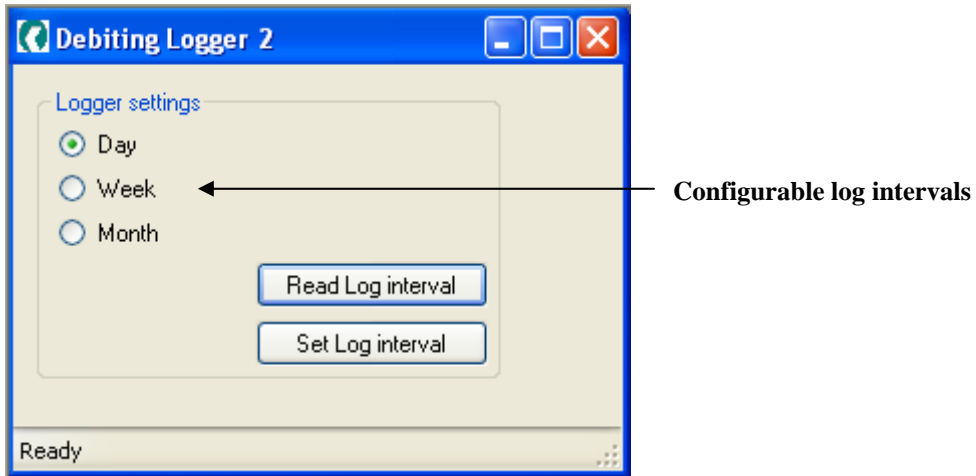 Debiting Logger 2
Logger settings
Day
Week
Configurable log intervals
Month
Read Log interval
Set Log interval
Ready